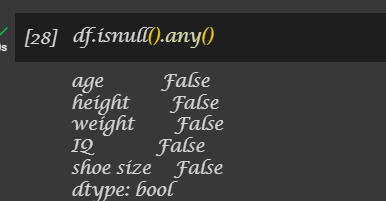 [28] df.isnull().any()
age False
height False
weight False
IQ False
shoe size False
dtype: bool